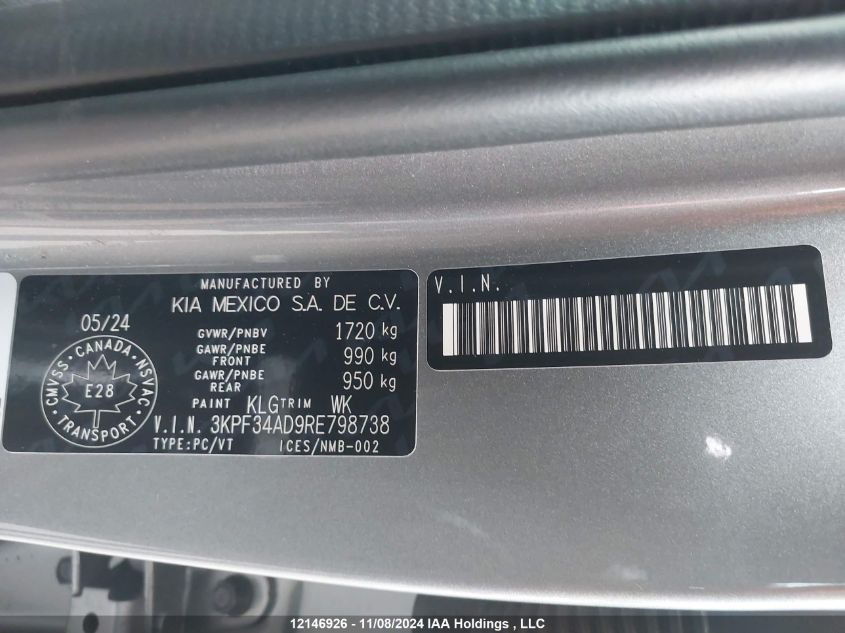 MANUFACTURED BY
KIA MEXICO S.A. DE C.V.
05/24
GVWR/PNBV 1720 kg
GAWR/PNBE FRONT 990 kg
GAWR/PNBE REAR 950 kg
PAINT KLG TRIM WK
V.I.N. 3KPF34AD9RE798738
TYPE:PC/VT ICES/NMB-002
CMVSS · CANADA · NSVAC
E28
TRANSPORT
V.I.N.
12146926 - 11/08/2024 IAA Holdings , LLC